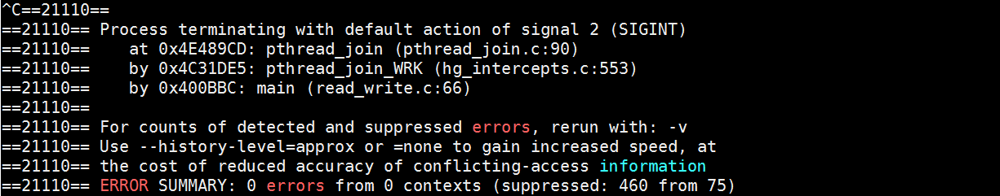 ^C==21110==
==21110== Process terminating with default action of signal 2 (SIGINT)
==21110==    at 0x4E489CD: pthread_join (pthread_join.c:90)
==21110==    by 0x4C31DE5: pthread_join_WRK (hg_intercepts.c:553)
==21110==    by 0x400BBC: main (read_write.c:66)
==21110==
==21110== For counts of detected and suppressed errors, rerun with: -v
==21110== Use --history-level=approx or =none to gain increased speed, at
==21110== the cost of reduced accuracy of conflicting-access information
==21110== ERROR SUMMARY: 0 errors from 0 contexts (suppressed: 460 from 75)